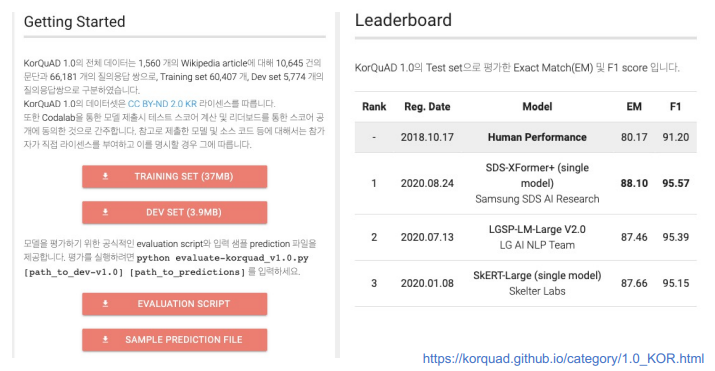 Getting Started
KorQuAD 1.0의 전체 데이터는 1,560 개의 Wikipedia article에 대해 10,645 건의
문단과 66,181 개의 질의응답 쌍으로, Training set 60,407 개, Dev set 5,774 개의
질의응답쌍으로 구분하였습니다.
KorQuAD 1.0의 데이터셋은 CC BY-ND 2.0 KR 라이센스를 따릅니다.
또한 Codalab을 통한 모델 제출시 테스트 스코어 계산 및 리더보드를 통한 스코어 공
개에 동의한 것으로 간주합니다. 참고로 제출한 모델 및 소스 코드 등에 대해서는 참가
자가 직접 라이센스를 부여하고 이를 명시할 경우 그에 따릅니다.
TRAINING SET (37MB)
DEV SET (3.9MB)
모델을 평가하기 위한 공식적인 evaluation script와 입력 샘플 prediction 파일을
제공합니다. 평가를 실행하려면 python evaluate-korquad_v1.0.py
[path_to_dev-v1.0] [path_to_predictions] 를 입력하세요.
EVALUATION SCRIPT
SAMPLE PREDICTION FILE
Leaderboard
KorQuAD 1.0의 Test set으로 평가한 Exact Match(EM) 및 F1 score 입니다.
Rank Reg. Date Model EM F1
- 2018.10.17 Human Performance 80.17 91.20
1 2020.08.24 SDS-XFormer+ (single model) 88.10 95.57
Samsung SDS AI Research
2 2020.07.13 LGSP-LM-Large V2.0 87.46 95.39
LG AI NLP Team
3 2020.01.08 SkERT-Large (single model) 87.66 95.15
Skelter Labs
https://korquad.github.io/category/1.0_KOR.html